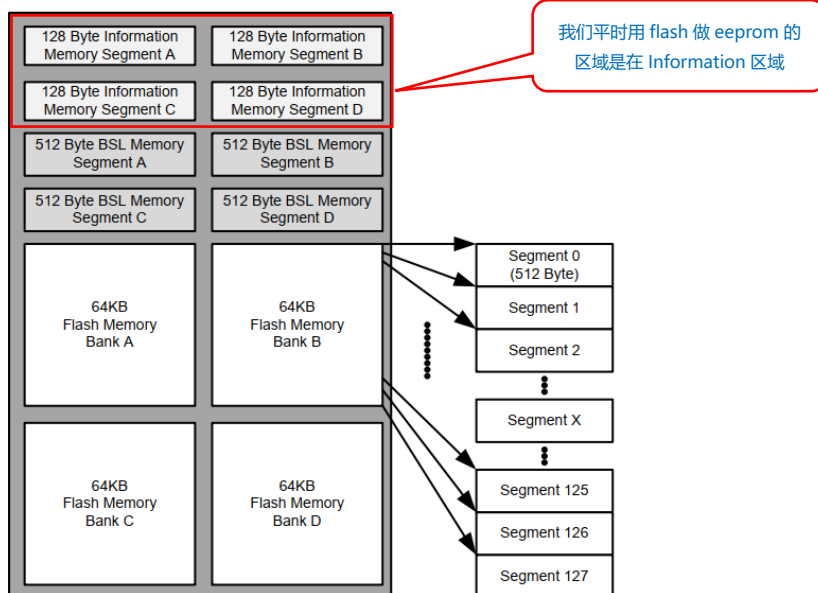 128 Byte Information
Memory Segment A
128 Byte Information
Memory Segment B
128 Byte Information
Memory Segment C
128 Byte Information
Memory Segment D
我们平时用 flash 做 eeprom 的
区域是在 Information 区域
512 Byte BSL Memory
Segment A
512 Byte BSL Memory
Segment B
512 Byte BSL Memory
Segment C
512 Byte BSL Memory
Segment D
64KB
Flash Memory
Bank A
64KB
Flash Memory
Bank B
64KB
Flash Memory
Bank C
64KB
Flash Memory
Bank D
Segment 0
(512 Byte)
Segment 1
Segment 2
Segment X
Segment 125
Segment 126
Segment 127